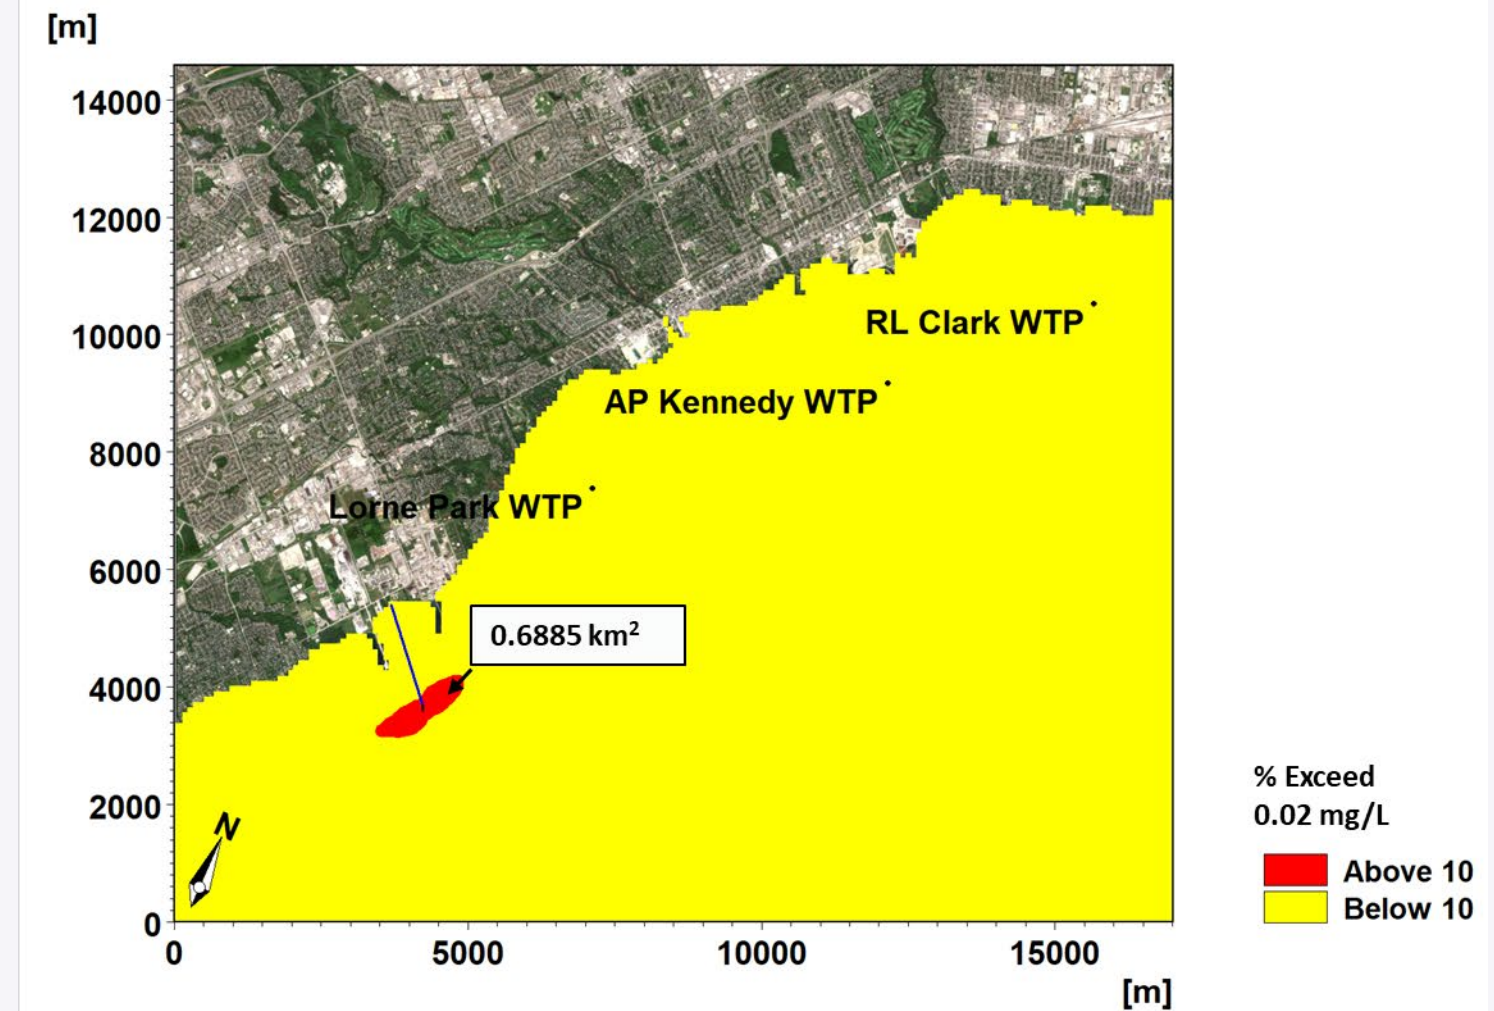 [m]
14000
12000
10000
8000
6000
4000
2000
0
RL Clark WTP
AP Kennedy WTP
Lorne Park WTP
0.6885 km²
N
0
5000
10000
15000
[m]
% Exceed
0.02 mg/L
Above 10
Below 10